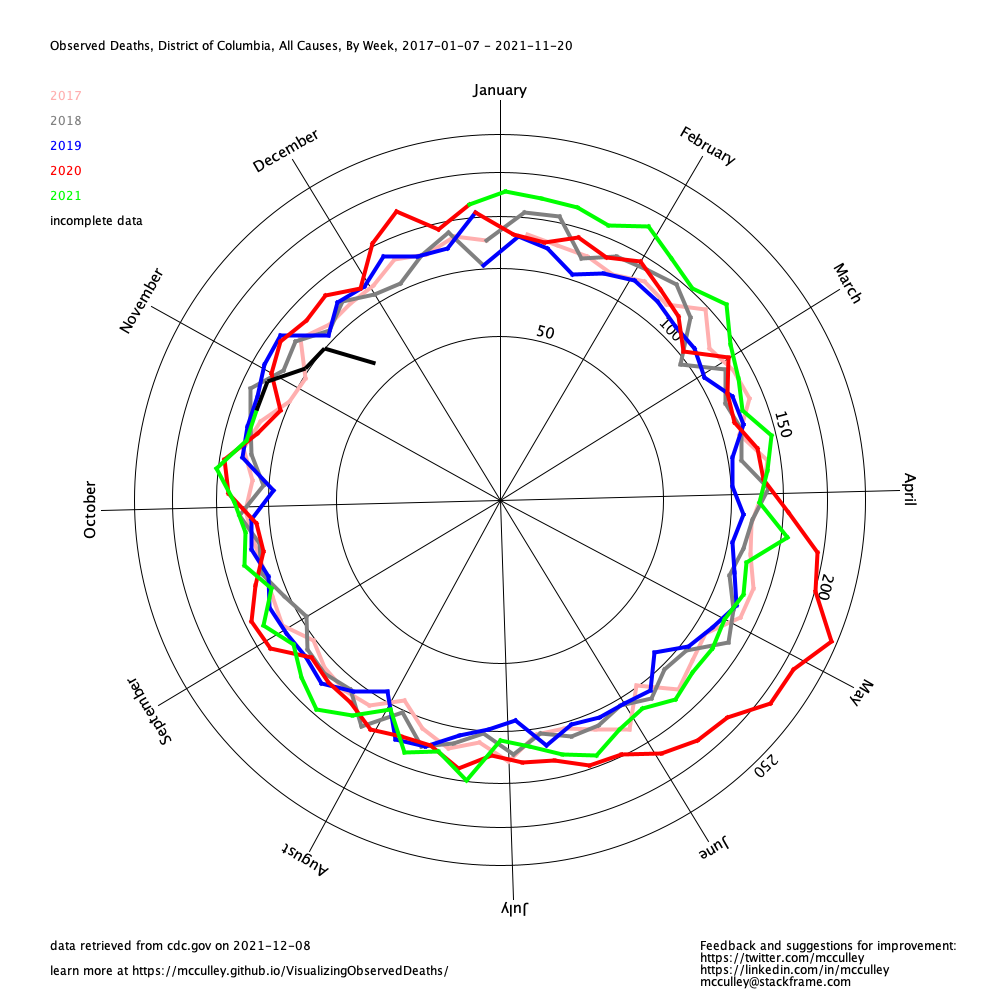 Observed Deaths, District of Columbia, All Causes, By Week, 2017-01-07 - 2021-11-20
2017
2018
2019
2020
2021
incomplete data
January
February
March
April
May
June
July
August
September
October
November
December
50
100
150
200
250
data retrieved from cdc.gov on 2021-12-08
learn more at https://mcculley.github.io/VisualizingObservedDeaths/
Feedback and suggestions for improvement:
https://twitter.com/mcculley
https://linkedin.com/in/mcculley
mcculley@stackframe.com